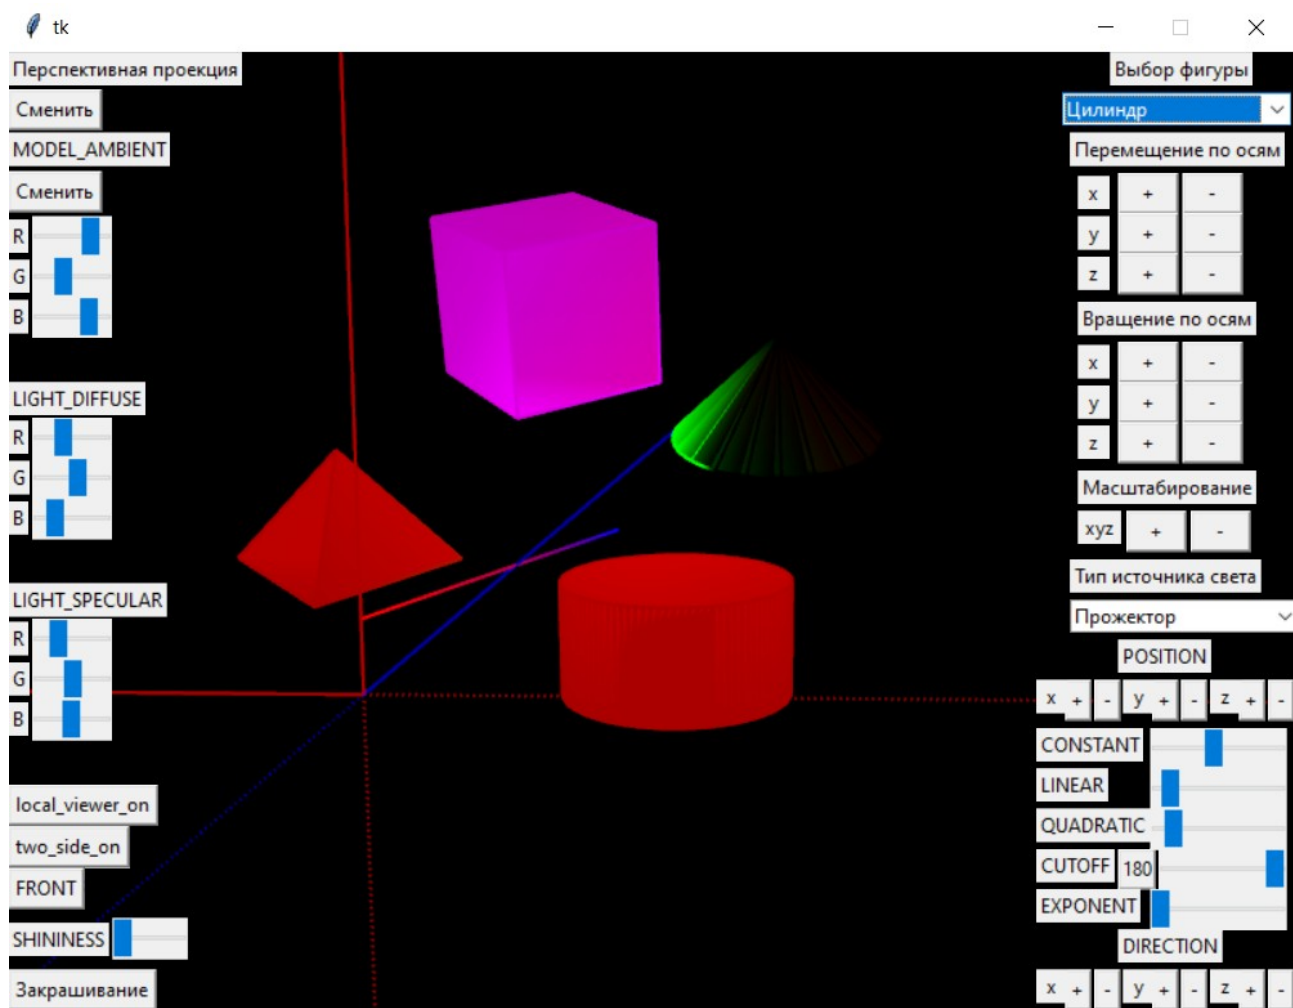 tk
Перспективная проекция
Сменить
MODEL_AMBIENT
Сменить
R
G
B
LIGHT_DIFFUSE
R
G
B
LIGHT_SPECULAR
R
G
B
local_viewer_on
two_side_on
FRONT
SHININESS
Закрашивание
Выбор фигуры
Цилиндр
Перемещение по осям
x + -
y + -
z + -
Вращение по осям
x + -
y + -
z + -
Масштабирование
xyz + -
Тип источника света
Прожектор
POSITION
x + - y + - z + -
CONSTANT
LINEAR
QUADRATIC
CUTOFF 180
EXPONENT
DIRECTION
x + - y + - z + -